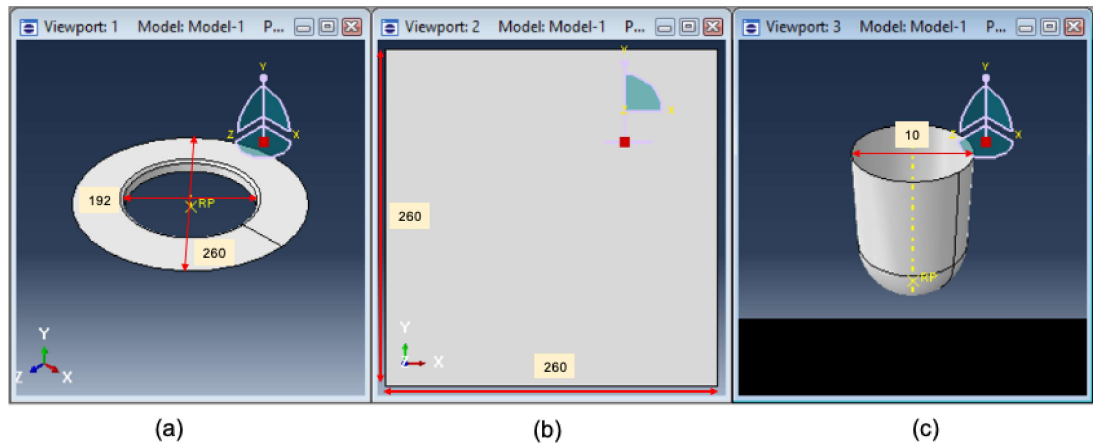 Viewport: 1 Model: Model-1 P...
Y
Z
X
192
RP
260
Y
Z
X
Viewport: 2 Model: Model-1 P...
Y
Z
X
260
Y
Z
X
260
Viewport: 3 Model: Model-1 P...
Y
Z
X
10
RP
(a)
(b)
(c)